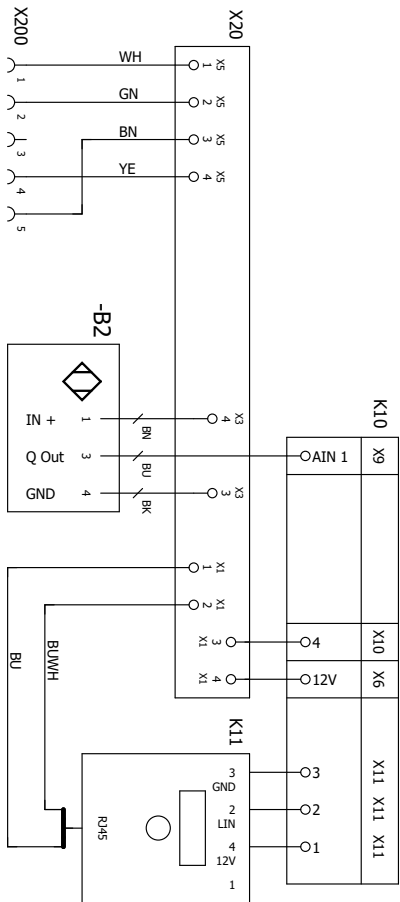 X200
X20
WH
GN
BN
YE
1
2
3
4
5
1 X5
2 X5
3 X5
4 X5
-B2
IN + 1
Q Out 3
GND 4
BN
BU
BK
4 X3
3 X3
1 X1
2 X1
X1 3
X1 4
BU
BUWH
K10
AIN 1 X9
4 X10
12V X6
3 X11
2 X11
1 X11
K11
3
GND
2
LIN
4
12V
1
RJ45